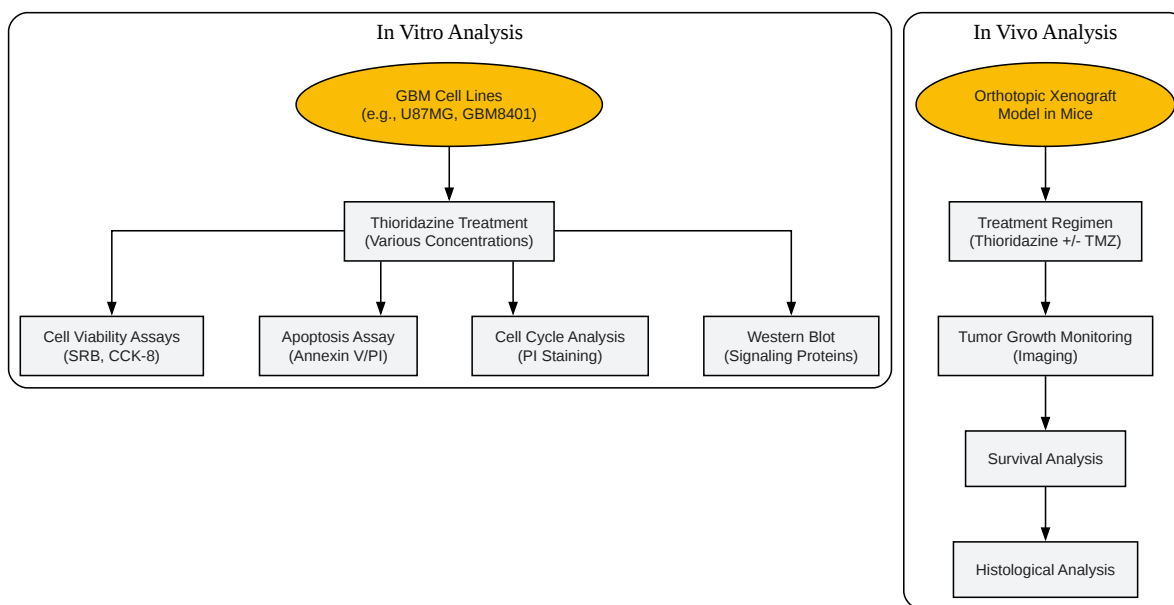 In Vitro Analysis
GBM Cell Lines
(e.g., U87MG, GBM8401)
Thioridazine Treatment
(Various Concentrations)
Cell Viability Assays
(SRB, CCK-8)
Apoptosis Assay
(Annexin V/PI)
Cell Cycle Analysis
(PI Staining)
Western Blot
(Signaling Proteins)
In Vivo Analysis
Orthotopic Xenograft
Model in Mice
Treatment Regimen
(Thioridazine +/- TMZ)
Tumor Growth Monitoring
(Imaging)
Survival Analysis
Histological Analysis